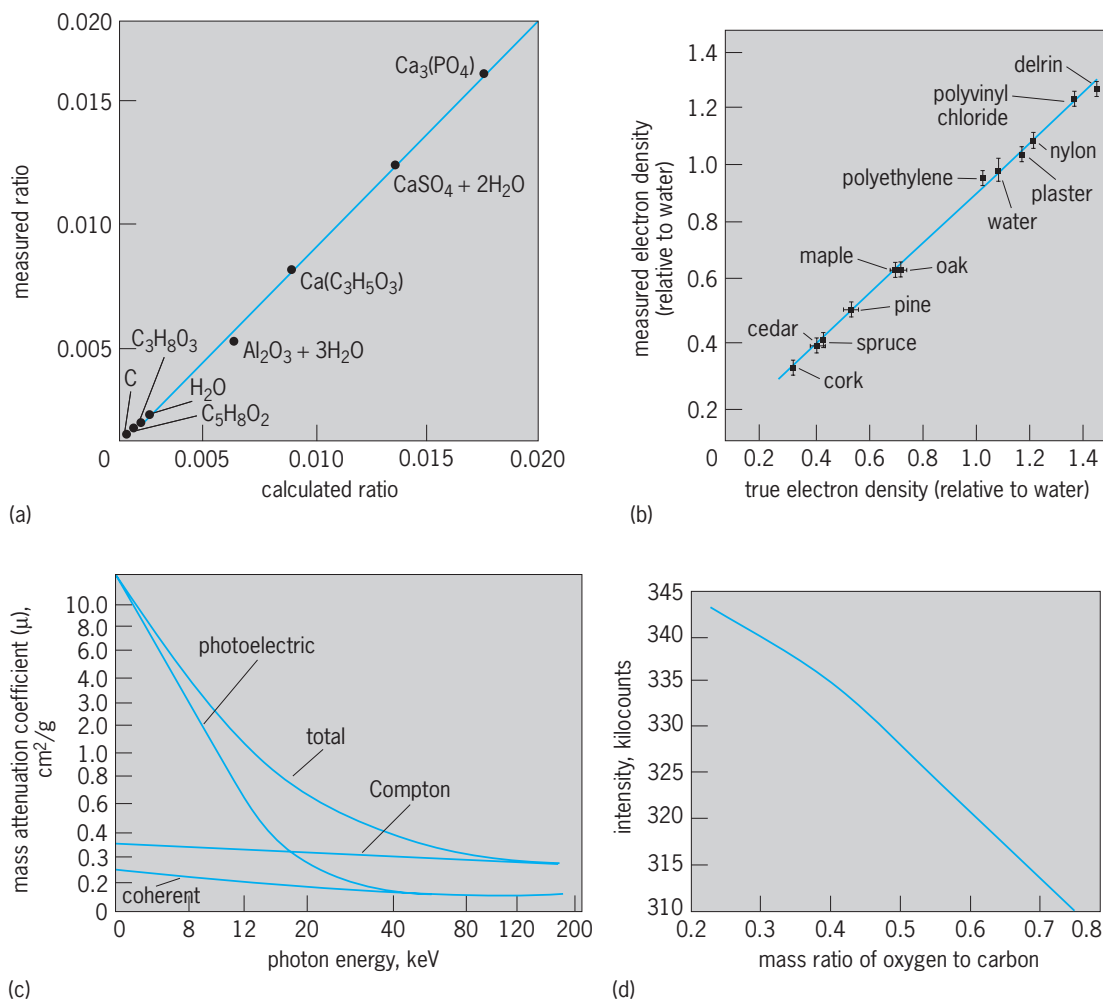 0.020
0.015
0.010
0.005
measured ratio
Ca₃(PO₄)
CaSO₄ + 2H₂O
Ca(C₃H₅O₃)
Al₂O₃ + 3H₂O
C₃H₈O₃
C
H₂O
C₅H₈O₂
0 0.005 0.010 0.015 0.020
calculated ratio
(a)
1.4
1.2
1.0
0.8
0.6
0.4
0.2
measured electron density
(relative to water)
delrin
polyvinyl
chloride
nylon
polyethylene
plaster
water
maple
oak
pine
cedar
spruce
cork
0 0.2 0.4 0.6 0.8 1.0 1.2 1.4
true electron density (relative to water)
(b)
10.0
8.0
6.0
4.0
3.0
2.0
1.0
0.8
0.6
0.4
0.3
0.2
0
mass attenuation coefficient (μ),
cm²/g
photoelectric
total
Compton
coherent
0 8 12 20 40 80 120 200
photon energy, keV
(c)
345
340
335
330
325
320
315
310
intensity, kilocounts
0.2 0.3 0.4 0.5 0.6 0.7 0.8
mass ratio of oxygen to carbon
(d)